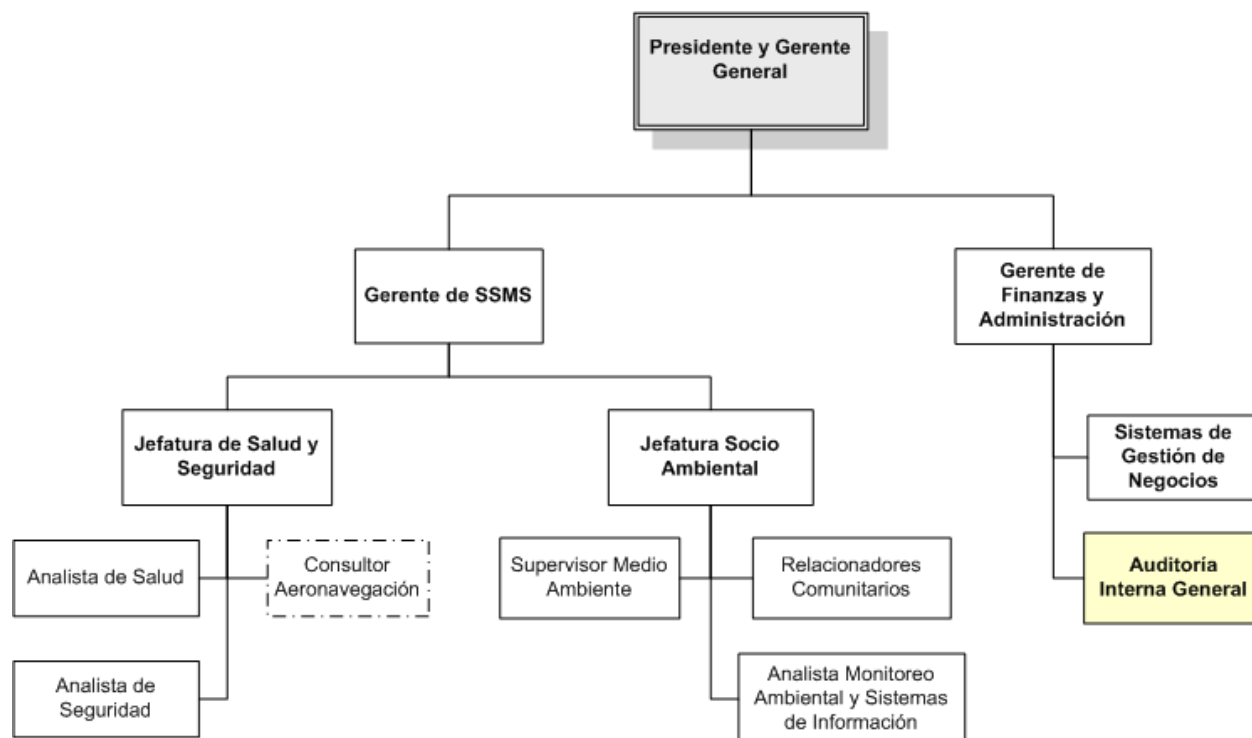 Presidente y Gerente
General
Gerente de SSMS
Gerente de
Finanzas y
Administración
Jefatura de Salud y
Seguridad
Jefatura Socio
Ambiental
Sistemas de
Gestión de
Negocios
Analista de Salud
Consultor
Aeronavegación
Supervisor Medio
Ambiente
Relacionadores
Comunitarios
Auditoría
Interna General
Analista de
Seguridad
Analista Monitoreo
Ambiental y Sistemas
de Información